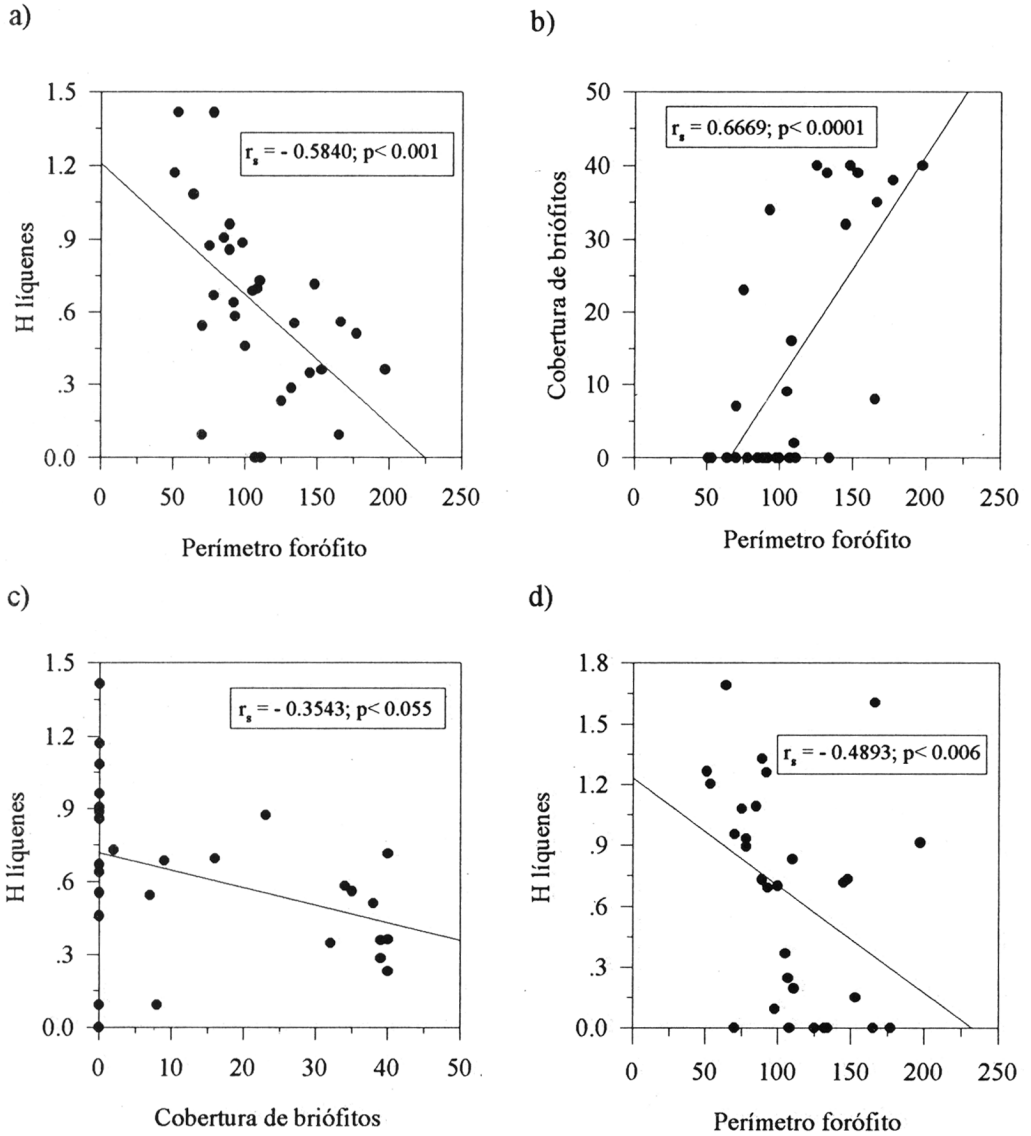 a)
1.5
1.2
.9
.6
.3
0.0
H líquenes
r_s = - 0.5840; p< 0.001
0 50 100 150 200 250
Perímetro forófito
b)
50
40
30
20
10
0
Cobertura de briófitos
r_s = 0.6669; p< 0.0001
0 50 100 150 200 250
Perímetro forófito
c)
1.5
1.2
.9
.6
.3
0.0
H líquenes
r_s = - 0.3543; p< 0.055
0 10 20 30 40 50
Cobertura de briófitos
d)
1.8
1.5
1.2
.9
.6
.3
0.0
H líquenes
r_s = - 0.4893; p< 0.006
0 50 100 150 200 250
Perímetro forófito